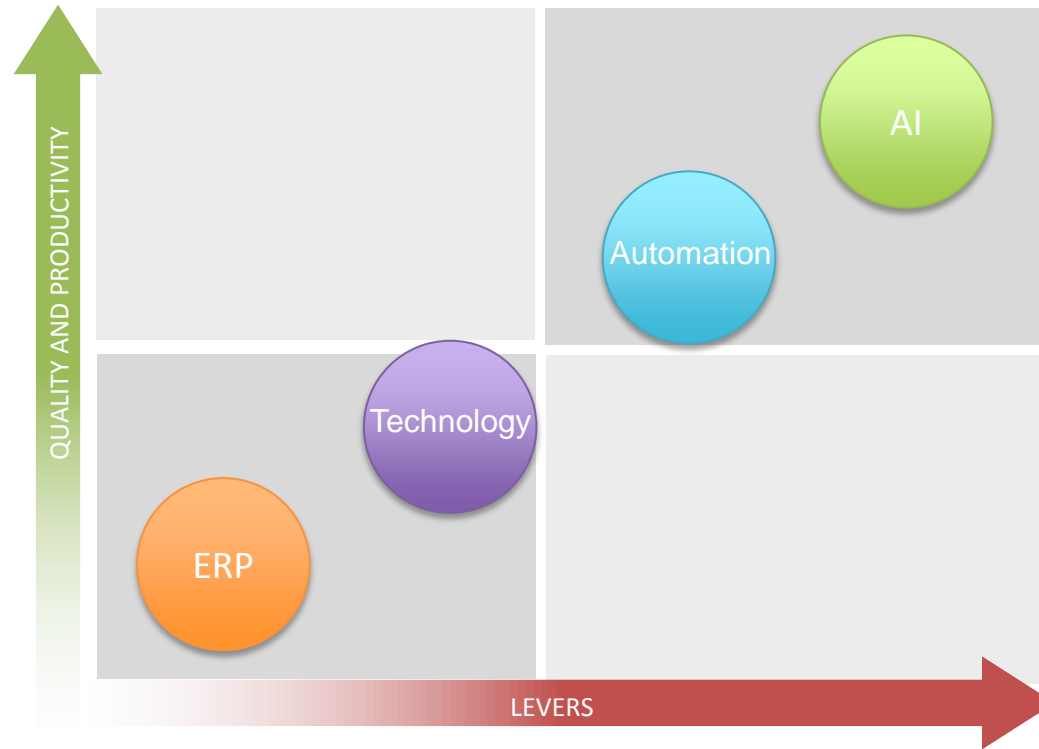 QUALITY AND PRODUCTIVITY
AI
Automation
Technology
ERP
LEVERS